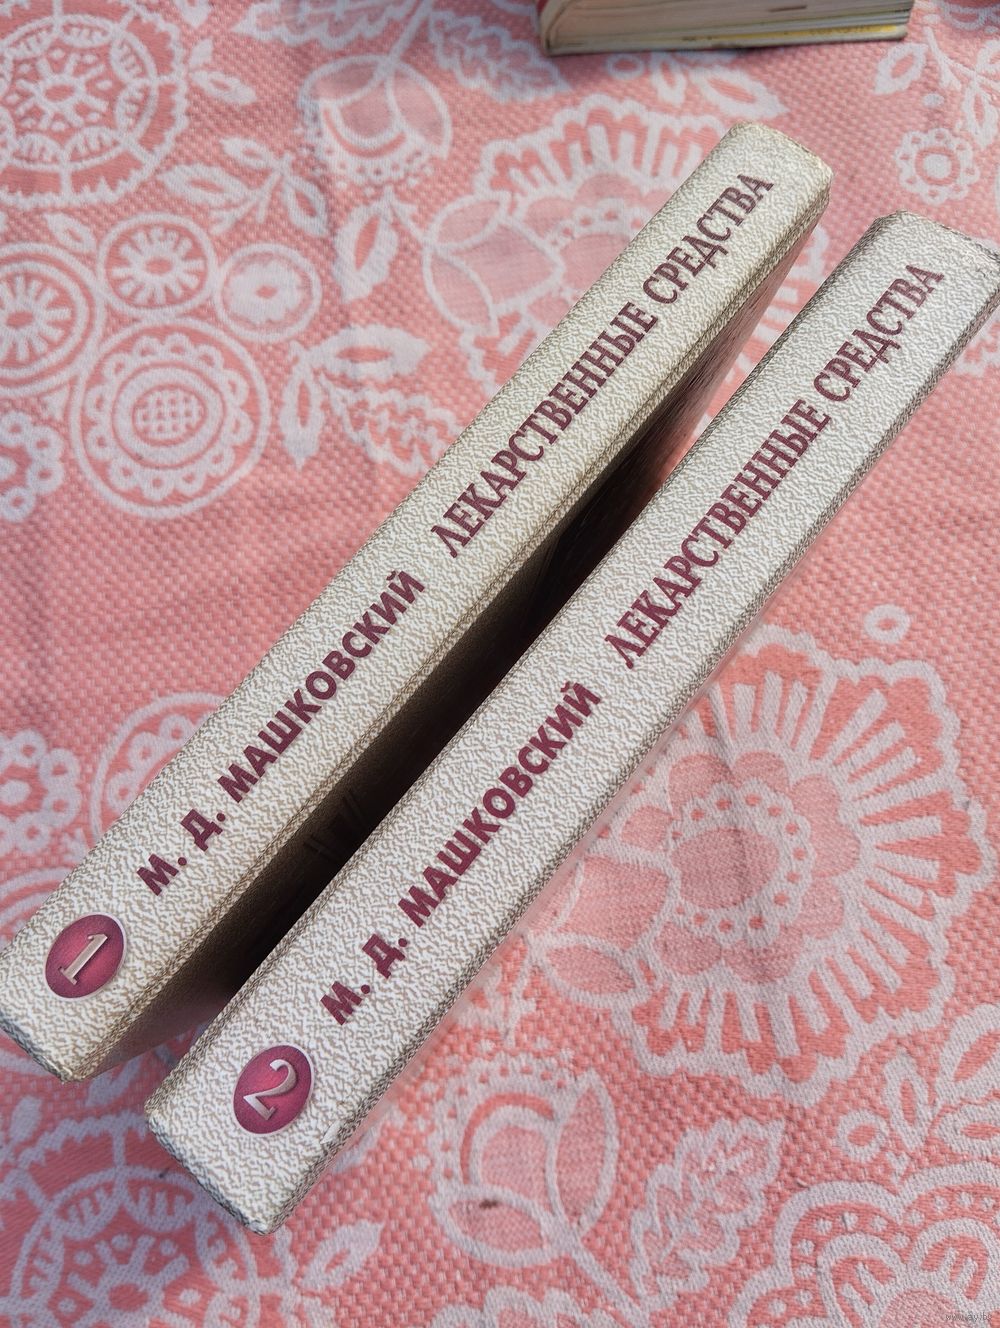 1 М. Д. МАШКОВСКИЙ ЛЕКАРСТВЕННЫЕ СРЕДСТВА
2 М. Д. МАШКОВСКИЙ ЛЕКАРСТВЕННЫЕ СРЕДСТВА